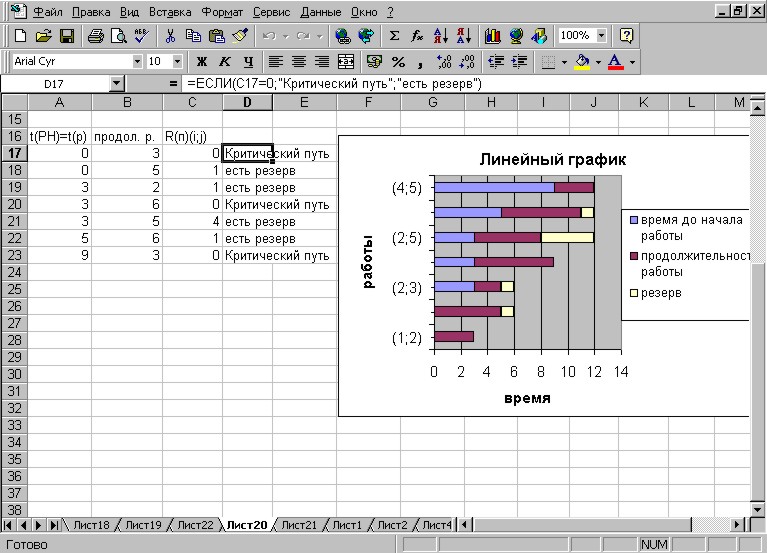 Файл Правка Вид Вставка Формат Сервис Данные Окно ?
100%
Arial Cyr 10 Ж К Ч
D17 = =ЕСЛИ(C17=0;"Критический путь";"есть резерв")
A B C D E F G H I J K L M
15
16 t(РН)=t(р) продол. р. R(п)(i;j)
17 0 3 0 Критический путь
18 0 5 1 есть резерв
19 3 2 1 есть резерв
20 3 6 0 Критический путь
21 3 5 4 есть резерв
22 5 6 1 есть резерв
23 9 3 0 Критический путь
24
25
26
27
28
29
30
31
32
33
34
35
36
37
38
Линейный график
работы
(4;5)
(2;5)
(2;3)
(1;2)
0 2 4 6 8 10 12 14
время
время до начала
работы
продолжительност
работы
резерв
Лист18 Лист19 Лист22 Лист20 Лист21 Лист1 Лист2 Лист4
Готово NUM